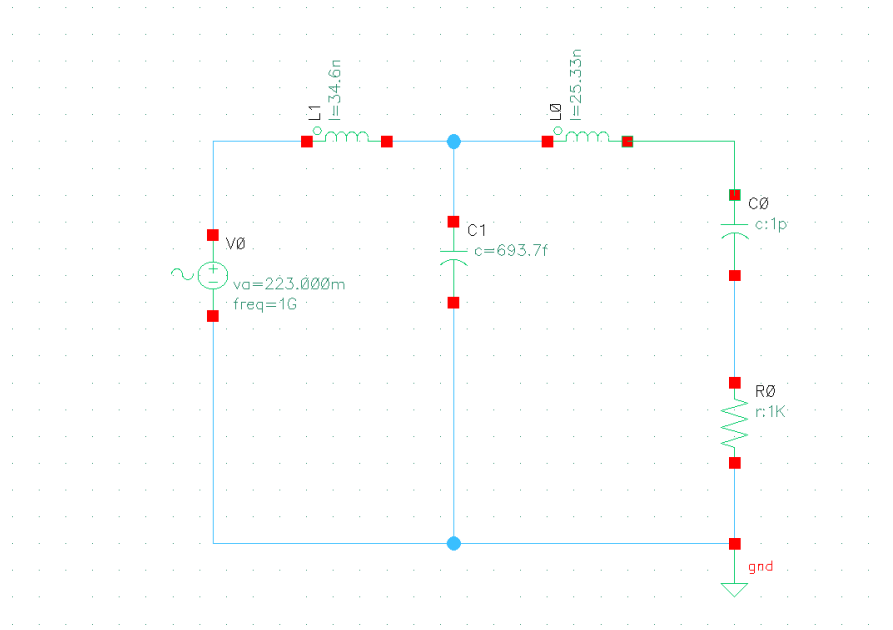 L1
l=34.6n
L0
l=25.33n
V0
va=223.000m
freq=1G
C1
c=693.7f
C0
c:1p
R0
r:1K
gnd